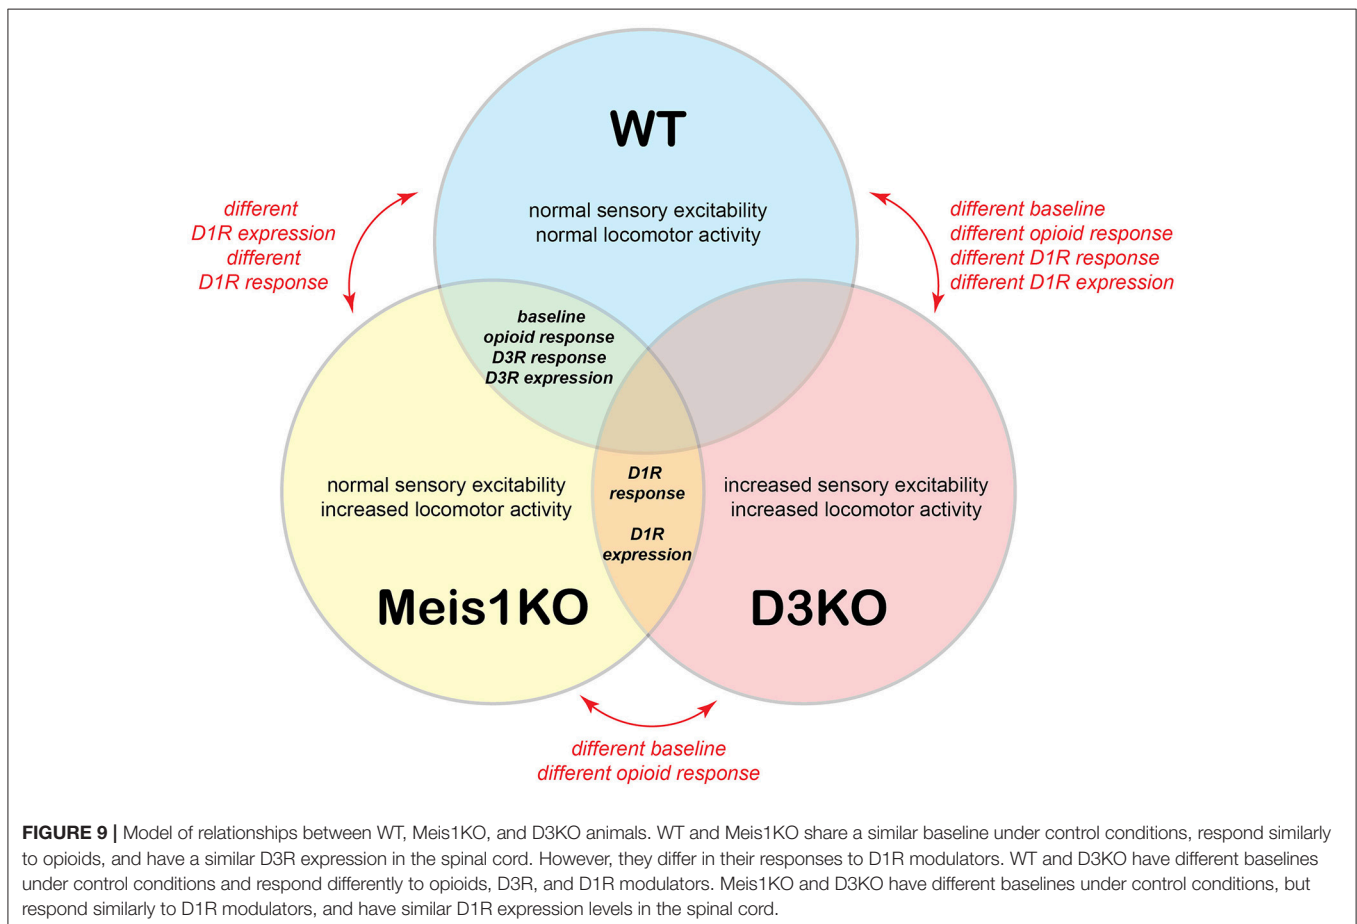 WT
normal sensory excitability
normal locomotor activity
different
D1R expression
different
D1R response
different baseline
different opioid response
different D1R response
different D1R expression
baseline
opioid response
D3R response
D3R expression
normal sensory excitability
increased locomotor activity
D1R
response
D1R
expression
increased sensory excitability
increased locomotor activity
Meis1KO
D3KO
different baseline
different opioid response
FIGURE 9 | Model of relationships between WT, Meis1KO, and D3KO animals. WT and Meis1KO share a similar baseline under control conditions, respond similarly
to opioids, and have a similar D3R expression in the spinal cord. However, they differ in their responses to D1R modulators. WT and D3KO have different baselines
under control conditions and respond differently to opioids, D3R, and D1R modulators. Meis1KO and D3KO have different baselines under control conditions, but
respond similarly to D1R modulators, and have similar D1R expression levels in the spinal cord.